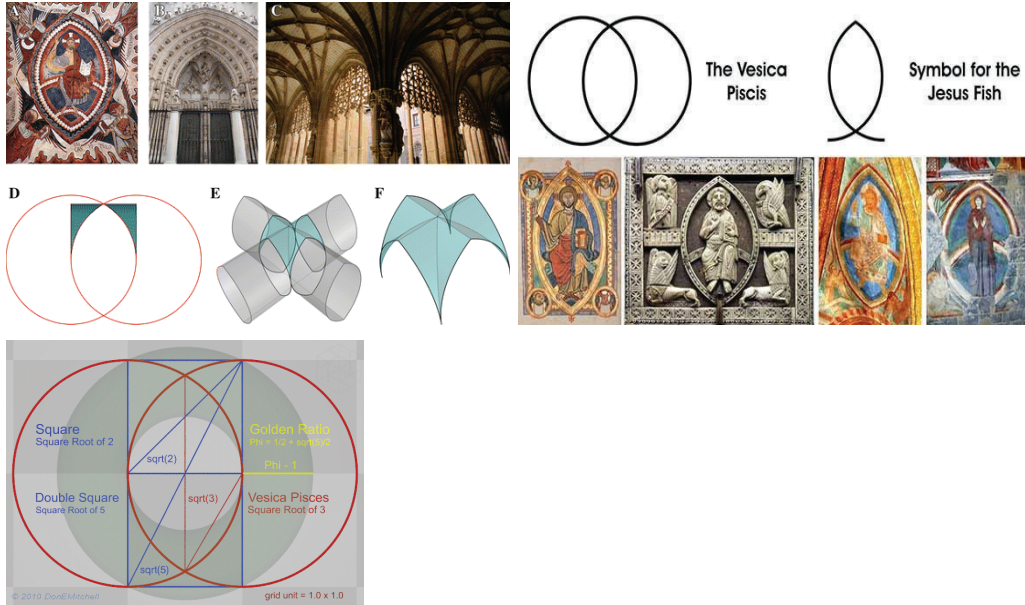 A
B
C
The Vesica
Piscis
Symbol for the
Jesus Fish
D
E
F
Square
Square Root of 2
Golden Ratio
Phi = 1/2 + sqrt(5)/2
sqrt(2)
Phi - 1
Double Square
Square Root of 5
sqrt(3)
Vesica Pisces
Square Root of 3
sqrt(5)
© 2010 DonEMitchell
grid unit = 1.0 x 1.0